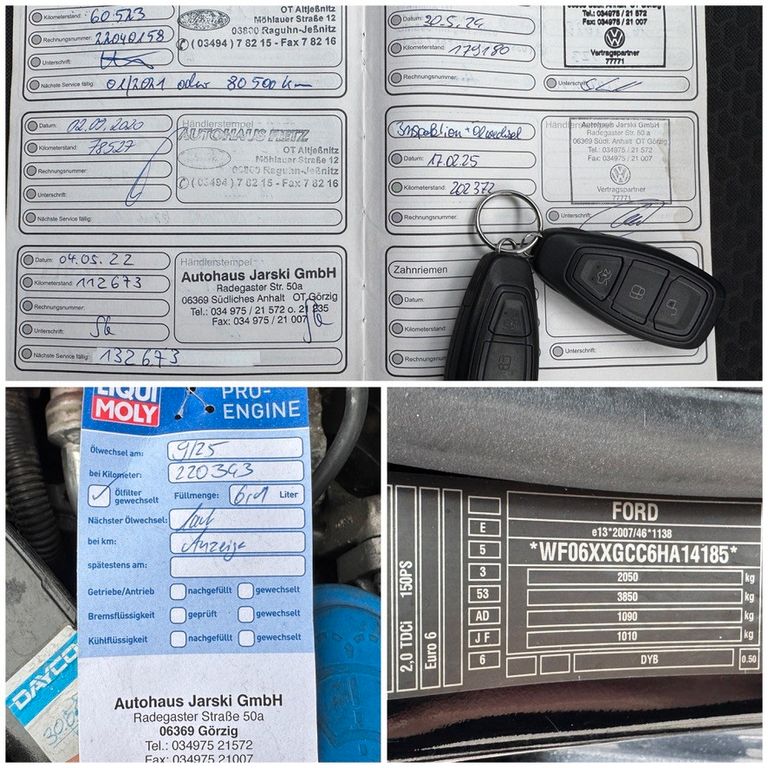 Kilometerstand: 60.523
Rechnungsnummer: 22040158
Unterschrift:
Nächste Service fällig: 01/2021 oder 80 500 km
OT Altjeßnitz
Möhlauer Straße 12
03800 Raguhn-Jeßnitz
(03494) 7 82 15 - Fax 7 82 16
Datum: 02.09.2020
Kilometerstand: 78527
Rechnungsnummer:
Unterschrift:
Nächste Service fällig:
Händlerstempel:
AUTOHAUS
OT Altjeßnitz
Möhlauer Straße 12
03800 Raguhn-Jeßnitz
(03494) 7 82 15 - Fax 7 82 16
Datum: 04.05.22
Kilometerstand: 112673
Rechnungsnummer:
Unterschrift:
Nächste Service fällig: 132673
Händlerstempel:
Autohaus Jarski GmbH
Radegaster Str. 50a
06369 Südliches Anhalt OT Görzig
Tel.: 034 975 / 21 572 o. 21 235
Fax: 034 975 / 21 007
Datum: 20.5.24
Kilometerstand: 179180
Rechnungsnummer:
Unterschrift:
Fax: 034975 / 21 007
Vertragspartner
77771
Inspektion + Ölwechsel
Datum: 17.02.25
Kilometerstand: 202372
Rechnungsnummer:
Unterschrift:
Autohaus Jarski GmbH
Radegaster Str. 50 a
06369 Südl. Anhalt OT Görzig
Tel.: 034975 / 21 572
Fax: 034975 / 21 007
Vertragspartner
77771
Zahnriemen
Datum:
Kilometerstand:
Rechnungsnummer:
Unterschrift:
LIQUI
MOLY
PRO-
ENGINE
Ölwechsel am: 9/25
bei Kilometer: 220343
Ölfilter
gewechselt
Füllmenge: Liter
Nächster Ölwechsel: laut
bei km: Anzeige
spätestens am:
Getriebe/Antrieb nachgefüllt gewechselt
Bremsflüssigkeit geprüft gewechselt
Kühlflüssigkeit nachgefüllt gewechselt
Autohaus Jarski GmbH
Radegaster Straße 50a
06369 Görzig
Tel.: 034975 21572
Fax: 034975 21007
DAYCO
2,0 TDCi 150PS
Euro 6
E
5
3
53
AD
J F
6
FORD
e13*2007/46*1138
*WF06XXGCC6HA14185*
2050 kg
3850 kg
1090 kg
1010 kg
DYB 0.50